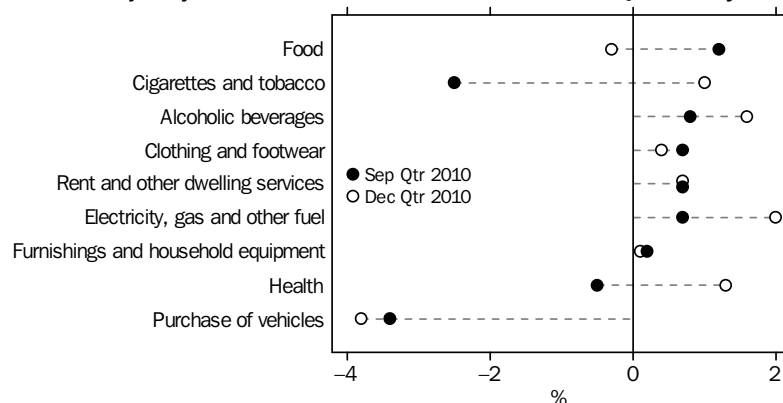 Food
Cigarettes and tobacco
Alcoholic beverages
Clothing and footwear
Rent and other dwelling services
Electricity, gas and other fuel
Furnishings and household equipment
Health
Purchase of vehicles
Sep Qtr 2010
Dec Qtr 2010
–4 –2 0 2
%